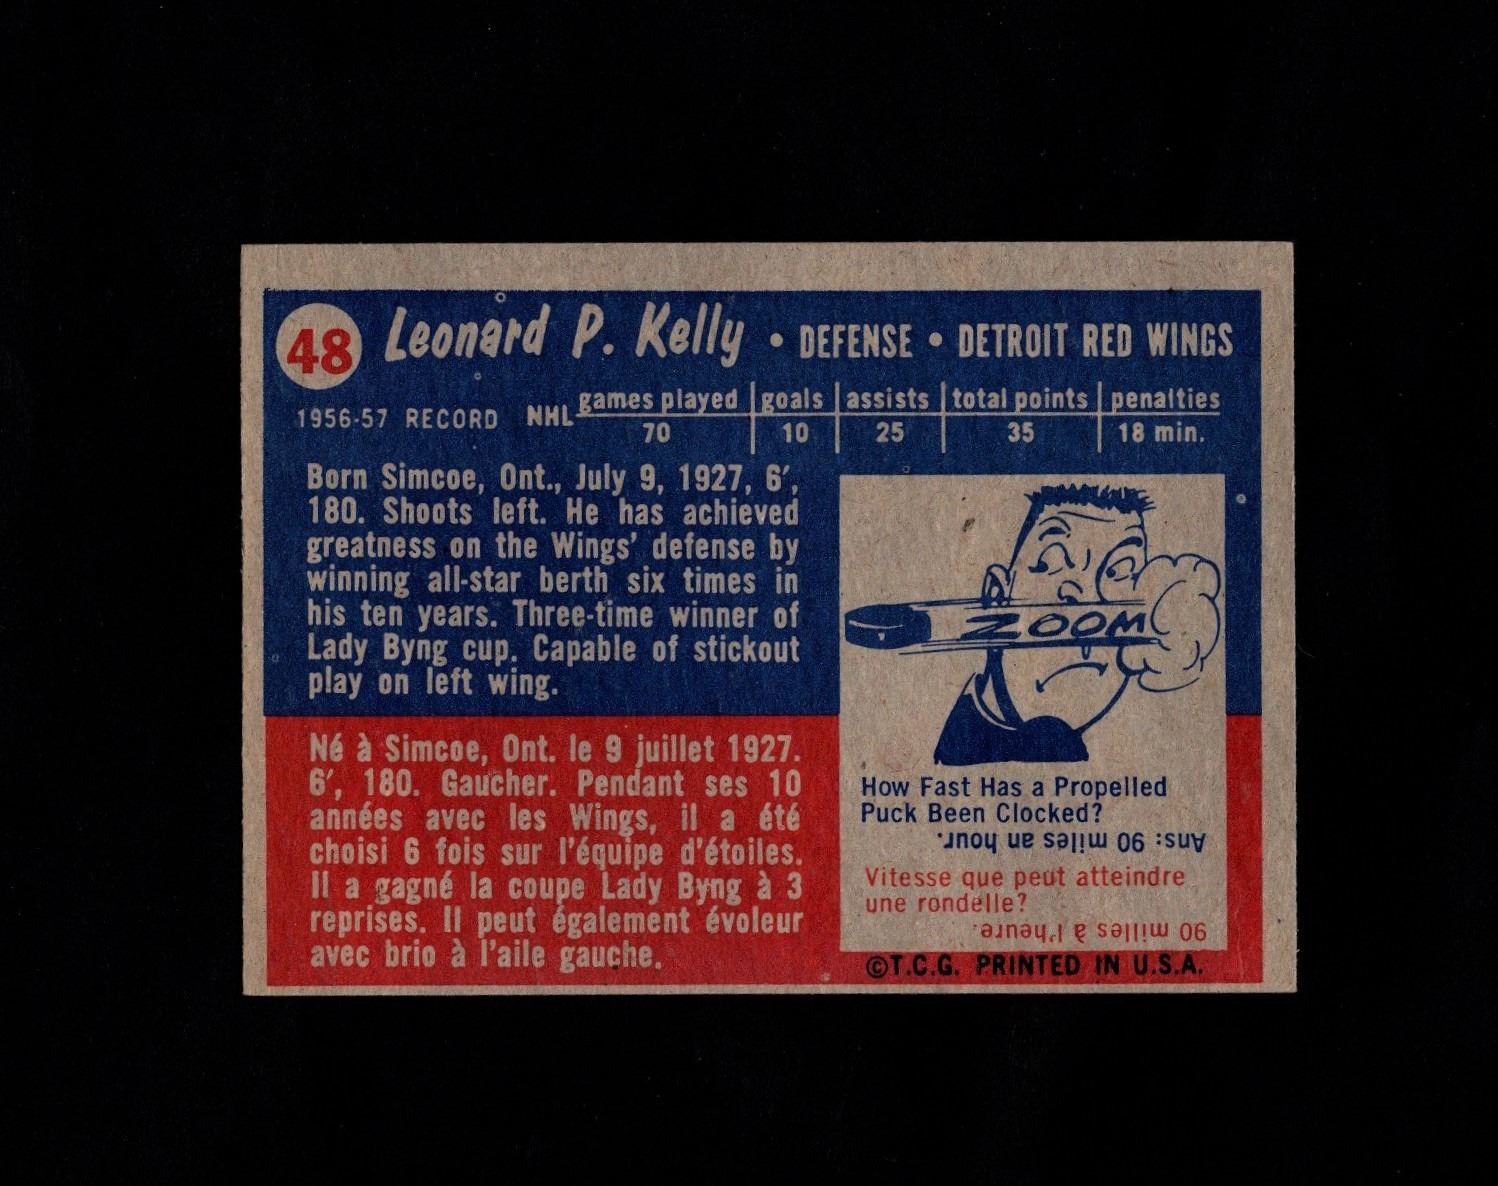 48 Leonard P. Kelly • DEFENSE • DETROIT RED WINGS
games played goals assists total points penalties
1956-57 RECORD NHL 70 10 25 35 18 min.
Born Simcoe, Ont., July 9, 1927, 6',
180. Shoots left. He has achieved
greatness on the Wings' defense by
winning all-star berth six times in
his ten years. Three-time winner of
Lady Byng cup. Capable of stickout
play on left wing.
Né à Simcoe, Ont. le 9 juillet 1927.
6', 180. Gaucher. Pendant ses 10
années avec les Wings, il a été
choisi 6 fois sur l'équipe d'étoiles.
Il a gagné la coupe Lady Byng à 3
reprises. Il peut également évoleur
avec brio à l'aile gauche.
ZOOM
How Fast Has a Propelled
Puck Been Clocked?
Ans: 90 miles an hour.
Vitesse que peut atteindre
une rondelle?
90 milles à l'heure.
©T.C.G. PRINTED IN U.S.A.